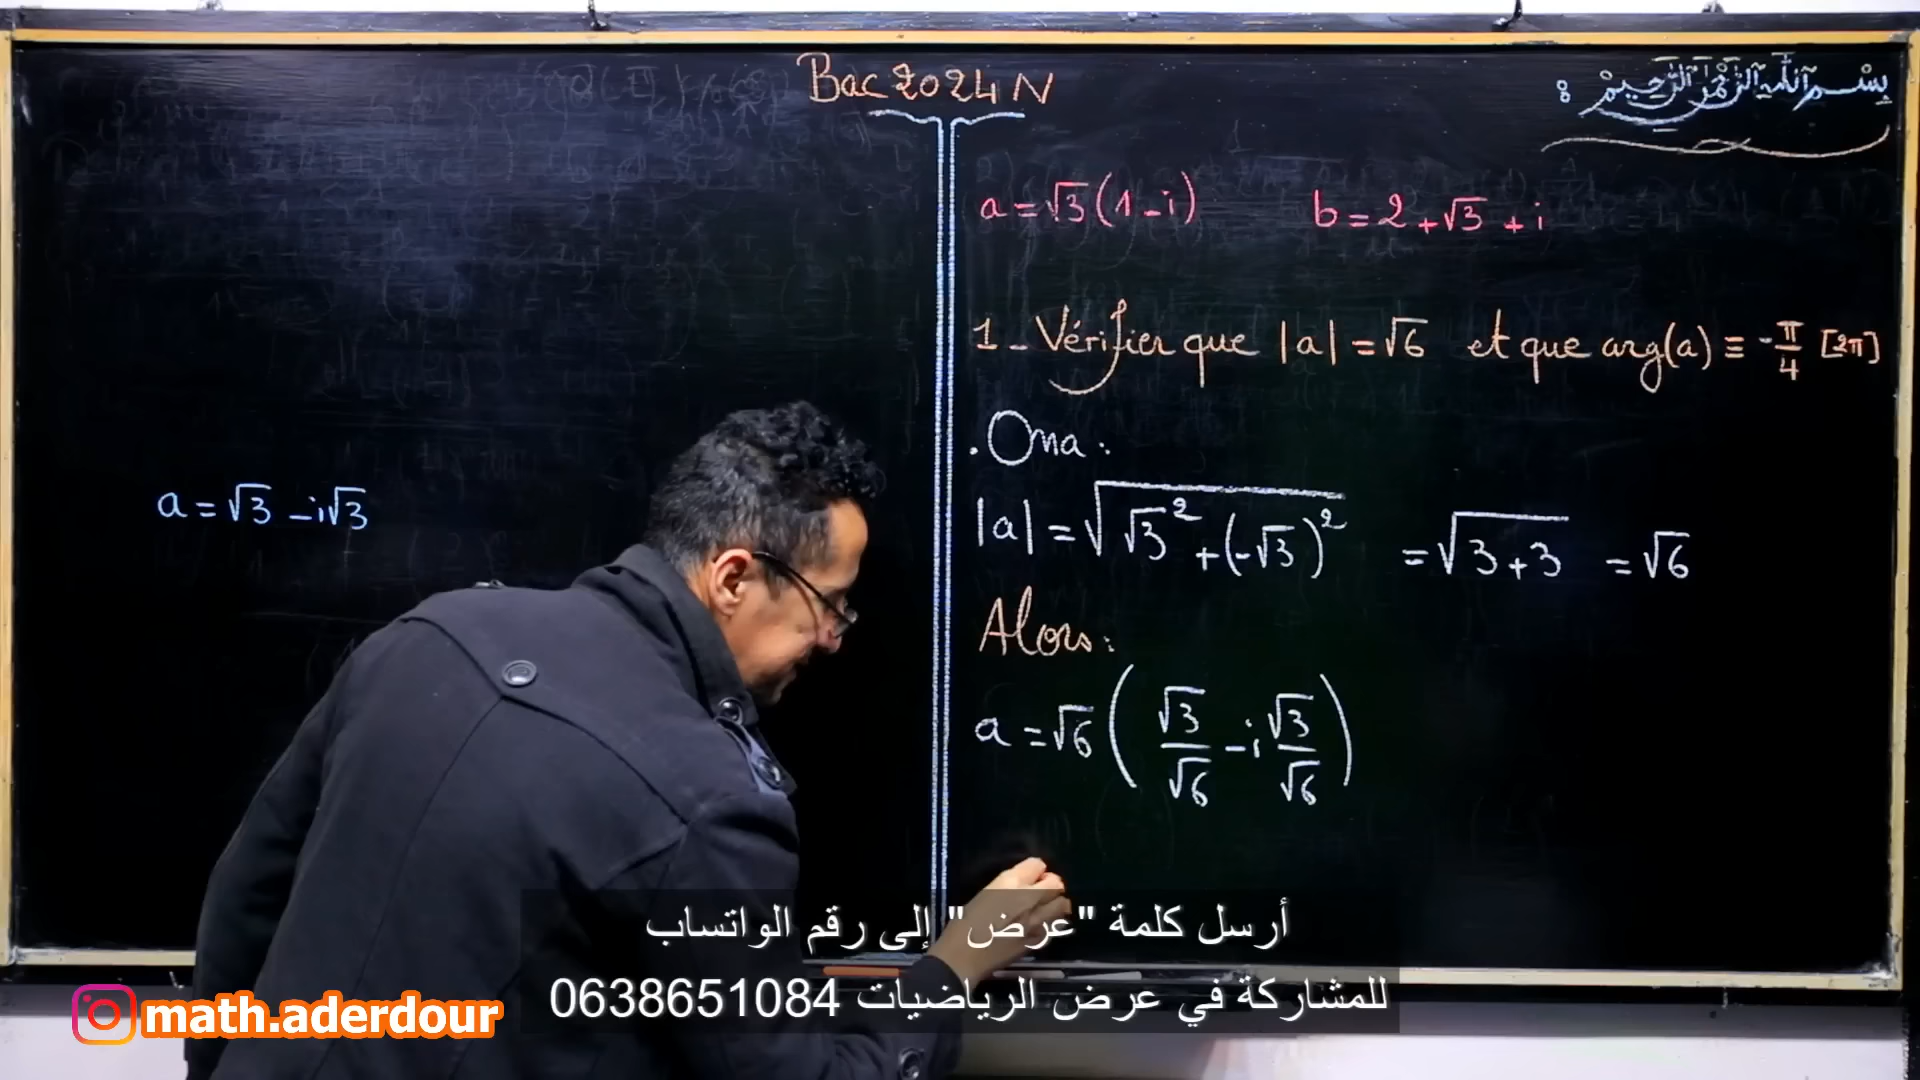 Bac 2024 N
بسم الله الرحمن الرحيم :
a = √3 (1 - i)    b = 2 + √3 + i
1 - Vérifier que |a| = √6 et que arg(a) ≡ -π/4 [2π]
. Ona :
a = √3 - i√3
|a| = √(√3² + (-√3)²) = √(3 + 3) = √6
Alors :
a = √6 (√3/√6 - i √3/√6)
أرسل كلمة "عرض" إلى رقم الواتساب
للمشاركة في عرض الرياضيات 0638651084
math.aderdour